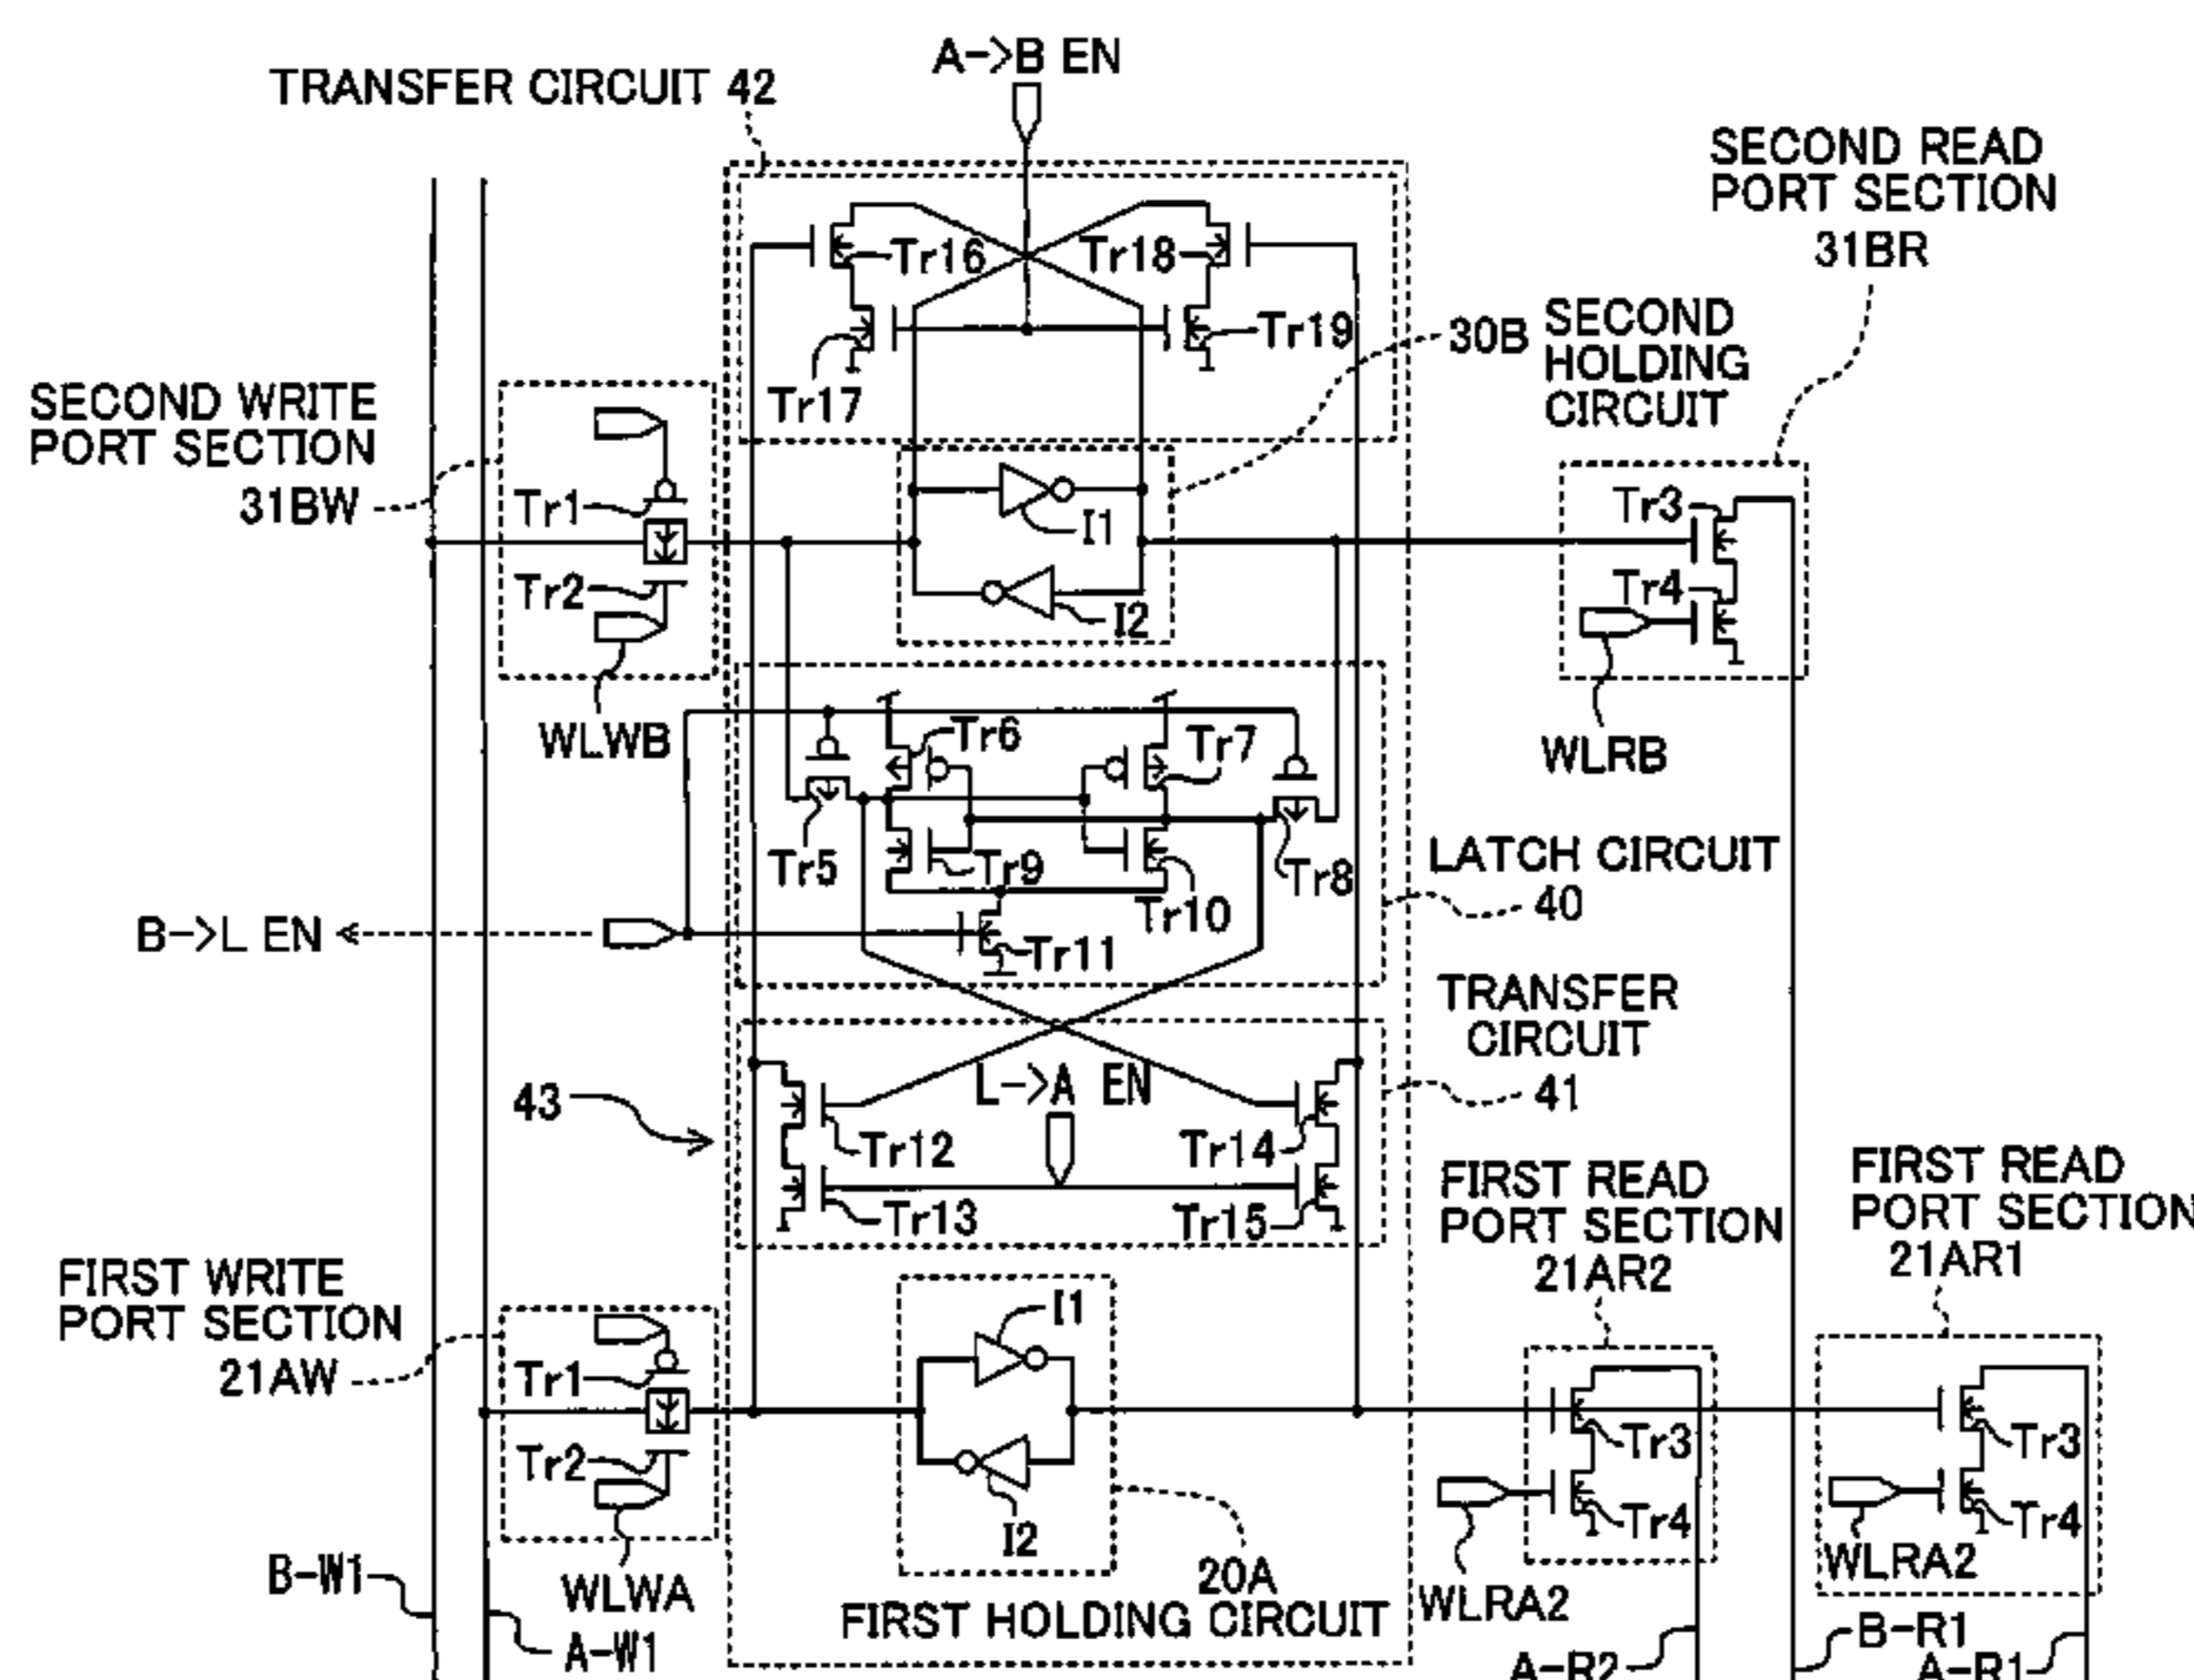 A->B EN
TRANSFER CIRCUIT 42
SECOND READ
PORT SECTION
31BR
Tr16
Tr18
Tr17
Tr19
30B
SECOND
HOLDING
CIRCUIT
SECOND WRITE
PORT SECTION
31BW
Tr1
Tr2
I1
I2
Tr3
Tr4
WLWB
WLRB
Tr6
Tr7
Tr5
Tr9
Tr10
Tr8
LATCH CIRCUIT
40
B->L EN
Tr11
TRANSFER
CIRCUIT
41
43
L->A EN
Tr12
Tr14
Tr13
Tr15
FIRST READ
PORT SECTION
21AR2
FIRST READ
PORT SECTION
21AR1
FIRST WRITE
PORT SECTION
21AW
Tr1
Tr2
I1
I2
Tr3
Tr4
Tr3
Tr4
WLWA
20A
FIRST HOLDING CIRCUIT
WLRA2
WLRA2
B-W1
A-W1
A-R2
B-R1
A-R1